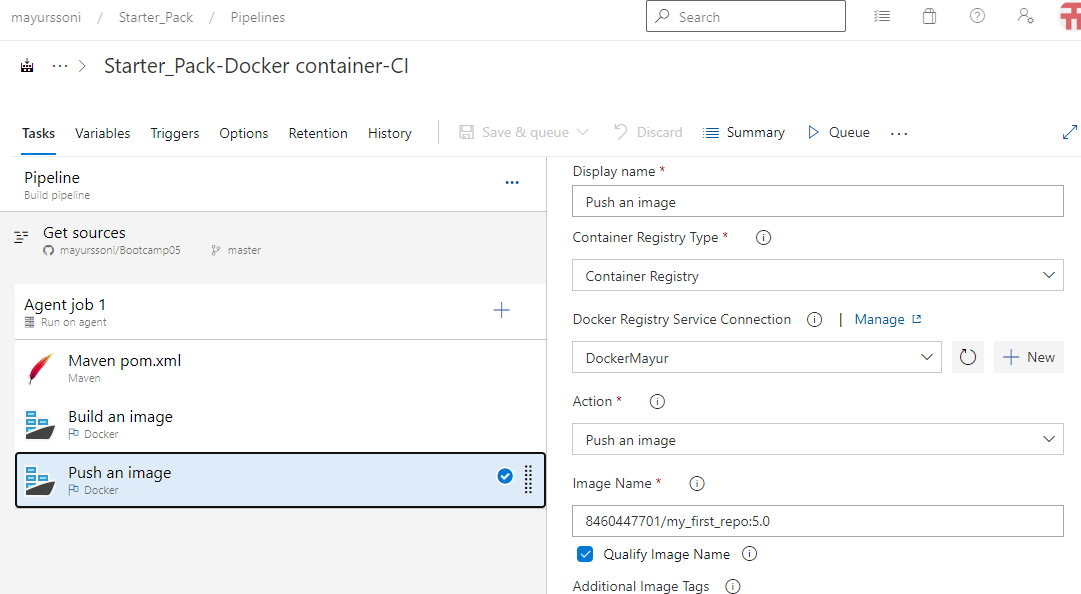 mayurssoni / Starter_Pack / Pipelines
Search
Starter_Pack-Docker container-CI
Tasks Variables Triggers Options Retention History Save & queue Discard Summary Queue
Pipeline
Build pipeline
Get sources
mayurssoni/Bootcamp05 master
Agent job 1
Run on agent
Maven pom.xml
Maven
Build an image
Docker
Push an image
Docker
Display name *
Push an image
Container Registry Type *
Container Registry
Docker Registry Service Connection | Manage
DockerMayur
New
Action *
Push an image
Image Name *
8460447701/my_first_repo:5.0
Qualify Image Name
Additional Image Tags